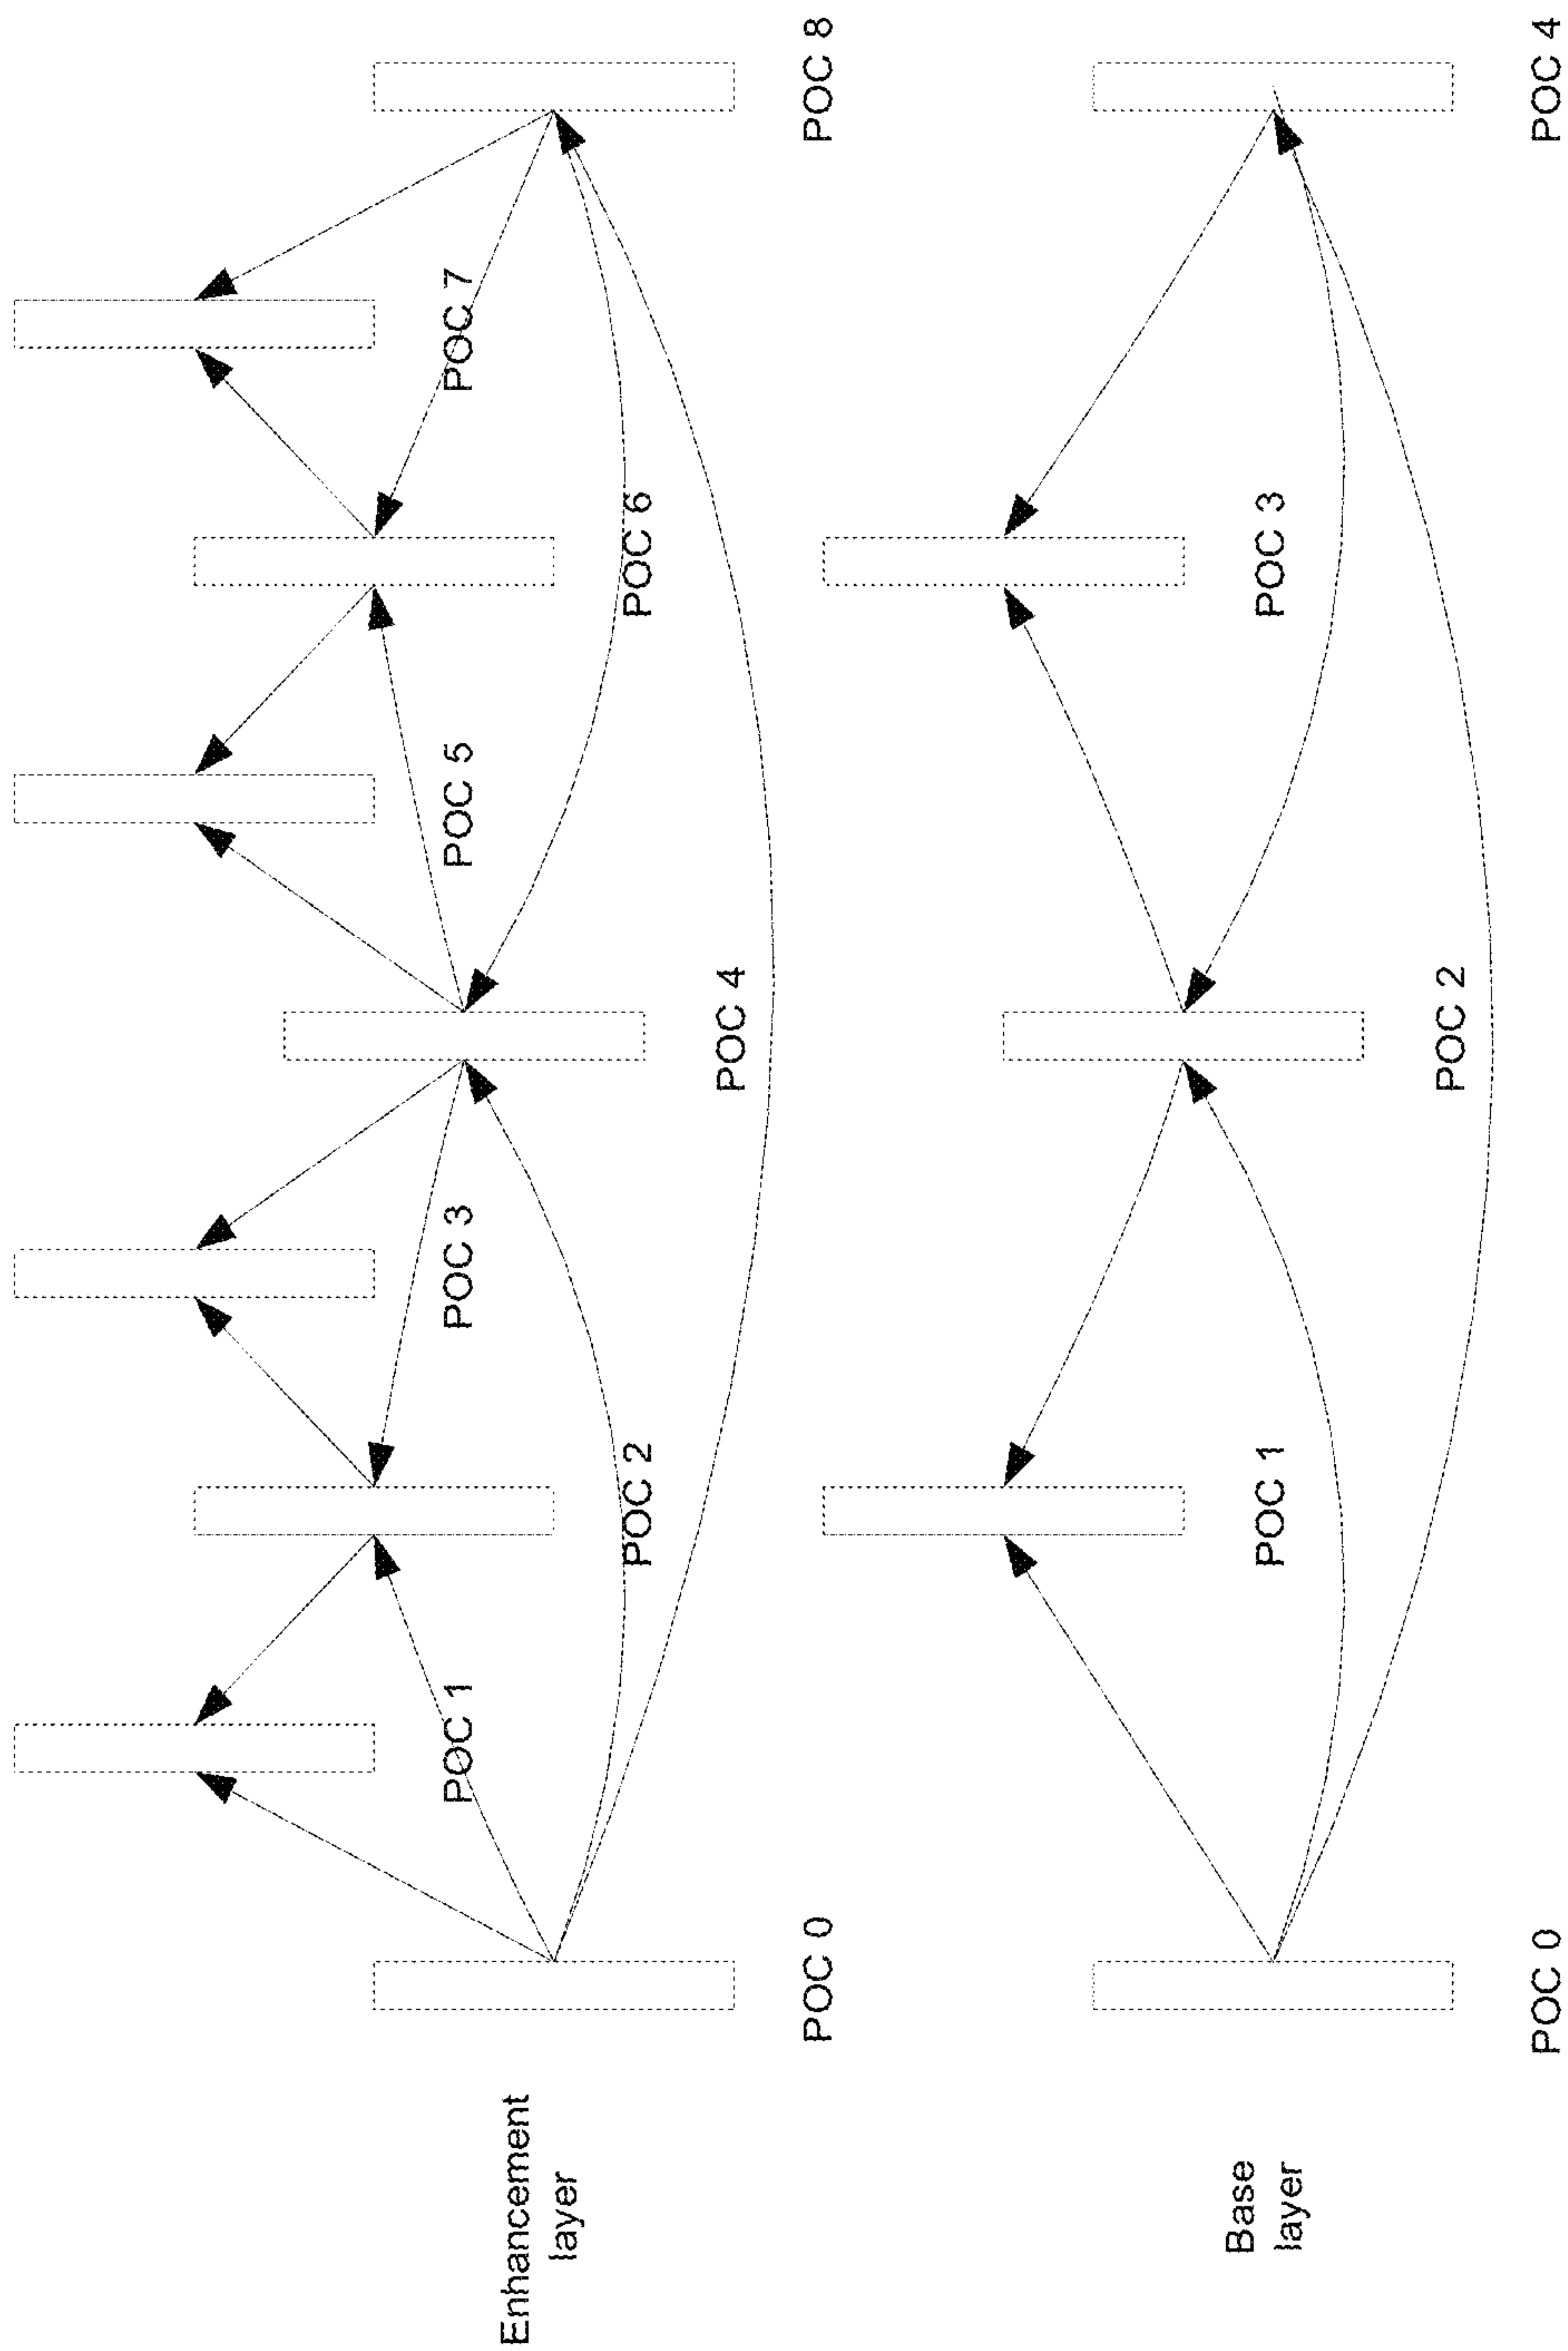 Enhancement
layer
POC 0
POC 1
POC 2
POC 3
POC 4
POC 5
POC 6
POC 7
POC 8
Base
layer
POC 0
POC 1
POC 2
POC 3
POC 4